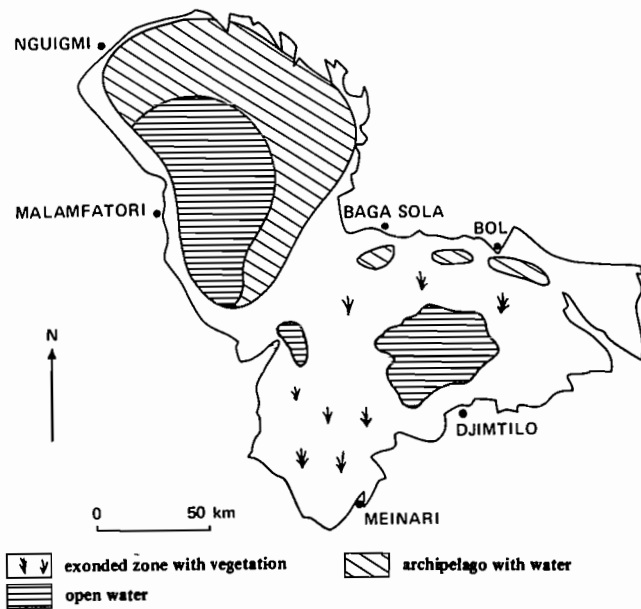 NGUIGMI
MALAMFATORI
BAGA SOLA
BOL
N
DJIMTILO
0 50 km
MEINARI
exonded zone with vegetation
archipelago with water
open water